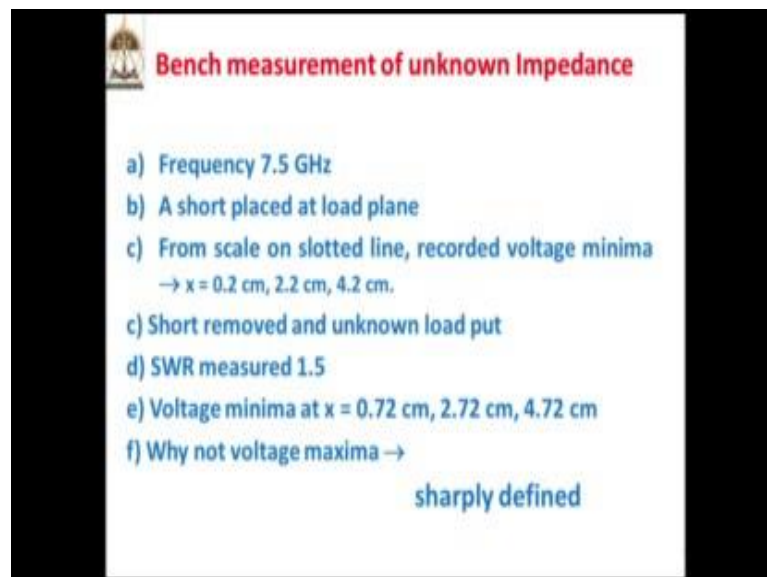 Bench measurement of unknown Impedance
a) Frequency 7.5 GHz
b) A short placed at load plane
c) From scale on slotted line, recorded voltage minima
→ x = 0.2 cm, 2.2 cm, 4.2 cm.
c) Short removed and unknown load put
d) SWR measured 1.5
e) Voltage minima at x = 0.72 cm, 2.72 cm, 4.72 cm
f) Why not voltage maxima →
sharply defined